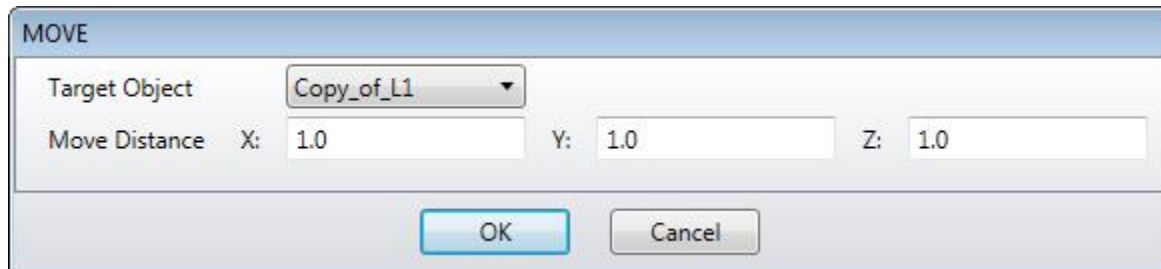 MOVE
Target Object Copy_of_L1
Move Distance X: 1.0 Y: 1.0 Z: 1.0
OK Cancel